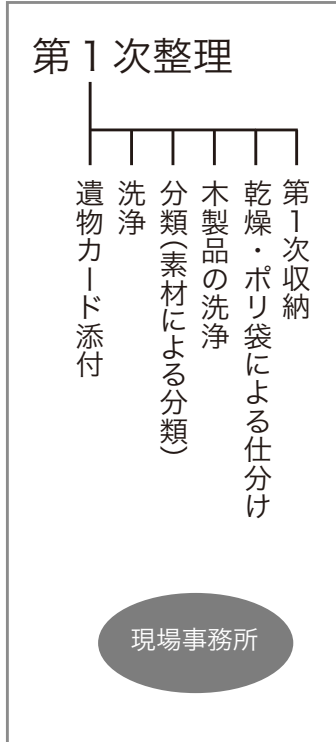 第1次整理
遺物カード添付
洗浄
分類(素材による分類)
木製品の洗浄
乾燥・ポリ袋による仕分け
第1次収納
現場事務所